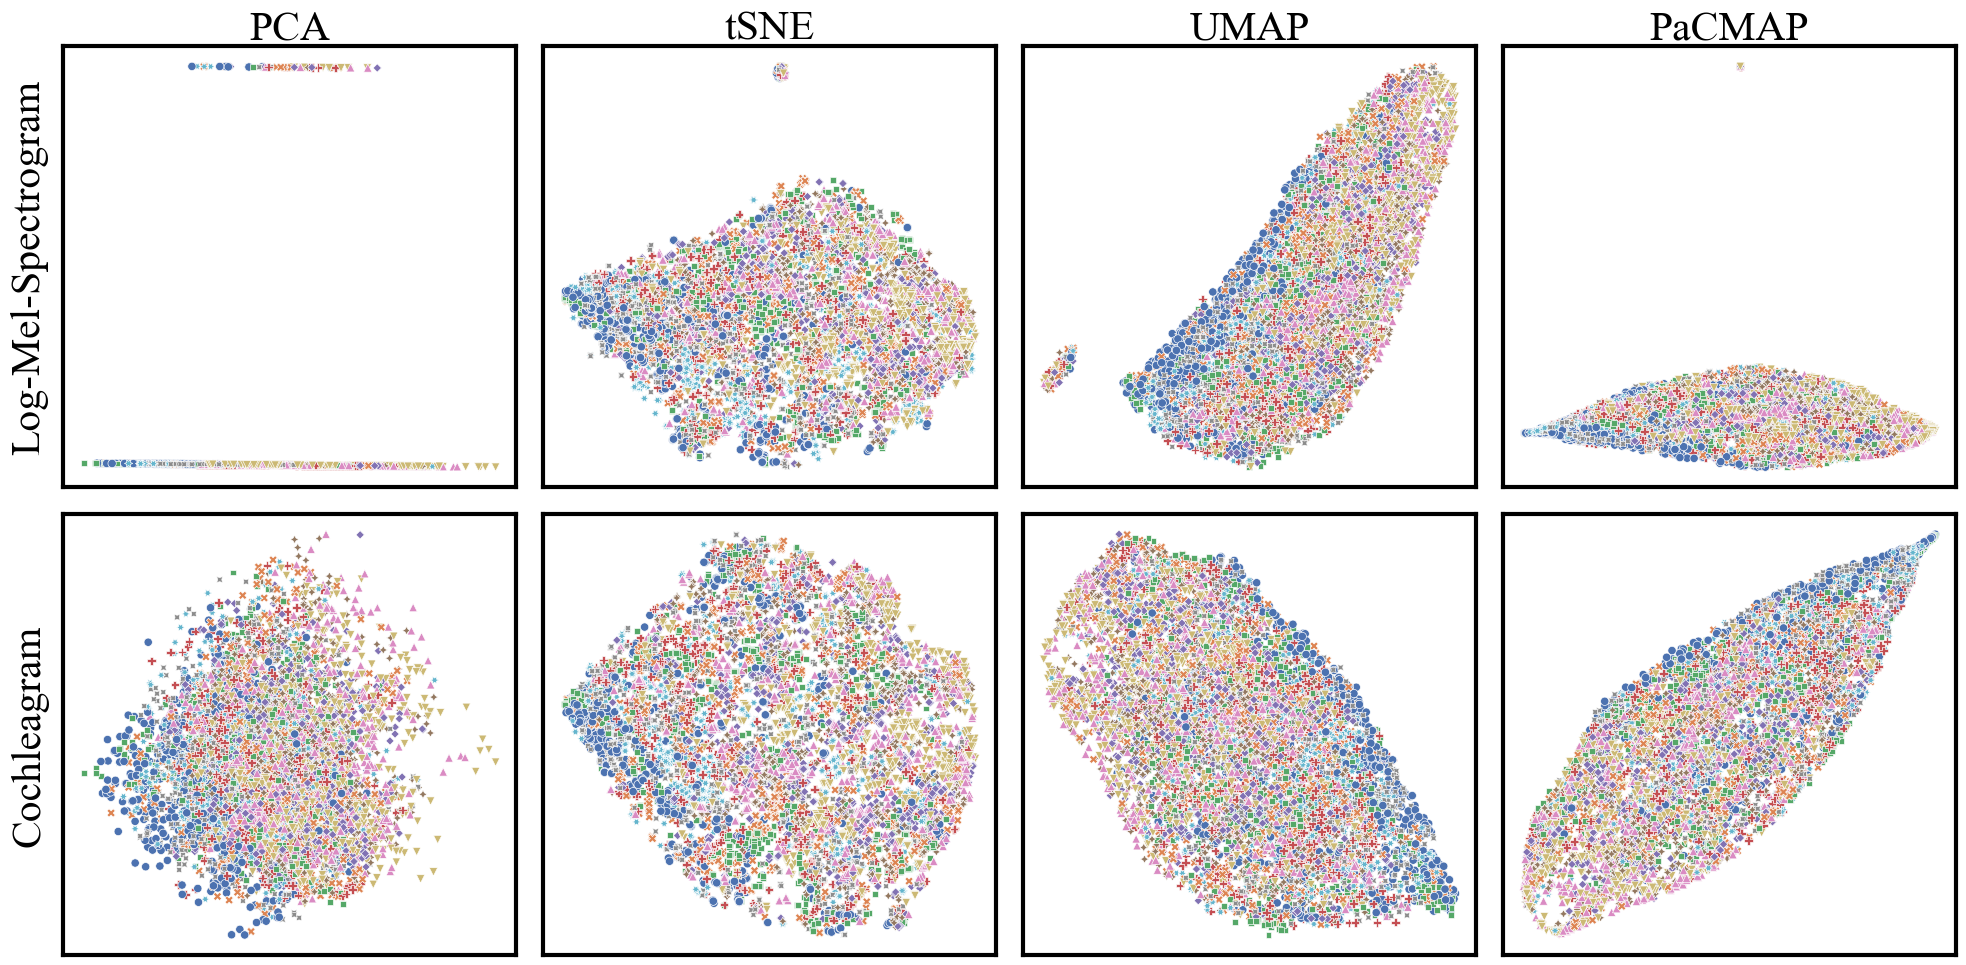 PCA
tSNE
UMAP
PaCMAP
Log-Mel-Spectrogram
Cochleagram